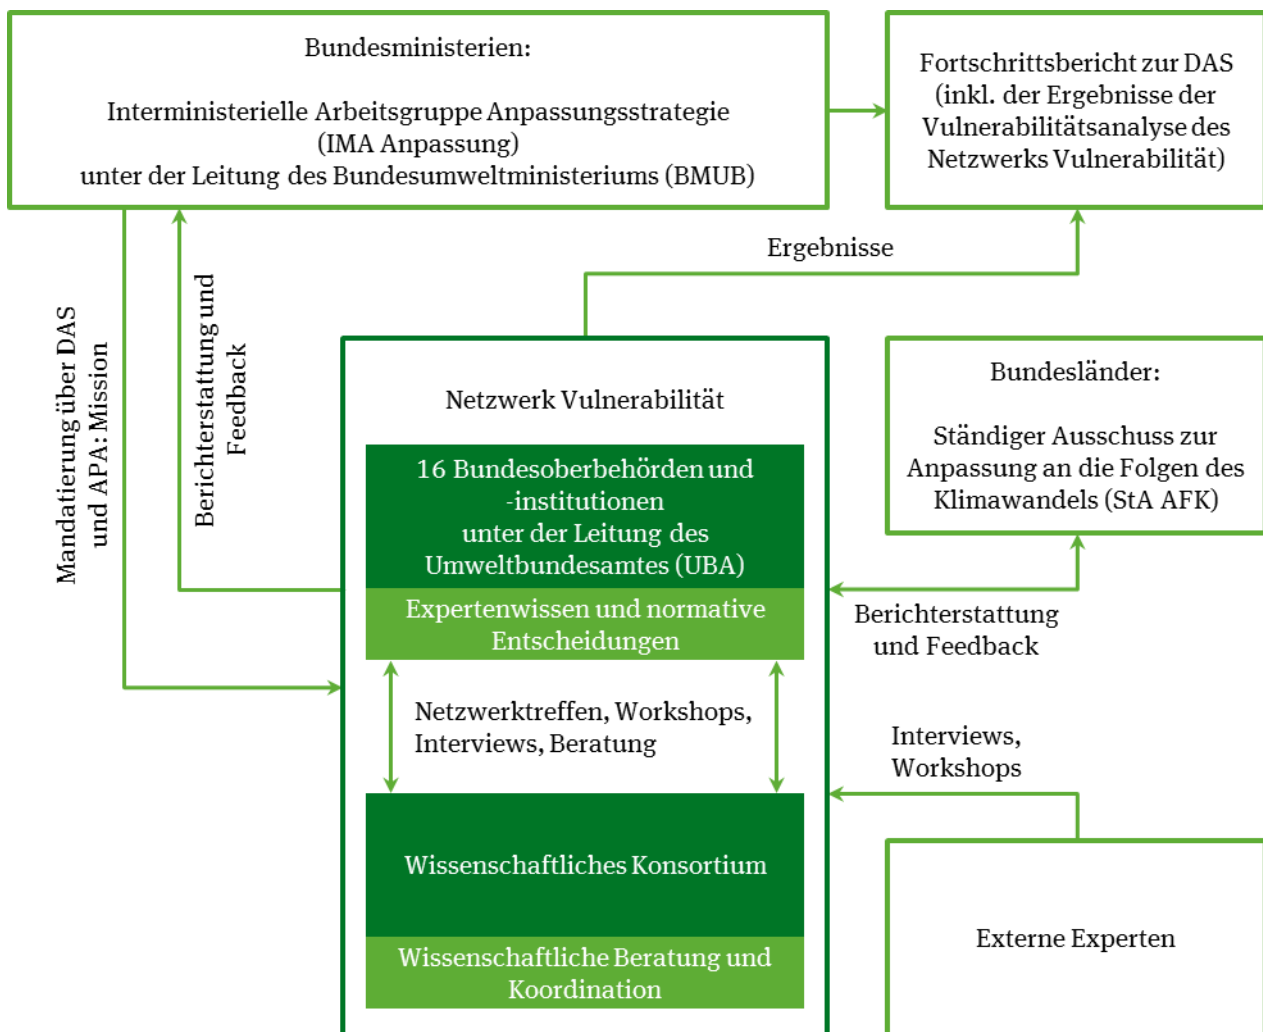 Bundesministerien:
Interministerielle Arbeitsgruppe Anpassungsstrategie
(IMA Anpassung)
unter der Leitung des Bundesumweltministeriums (BMUB)
Fortschrittsbericht zur DAS
(inkl. der Ergebnisse der
Vulnerabilitätsanalyse des
Netzwerks Vulnerabilität)
Ergebnisse
Mandatierung über DAS
und APA: Mission
Berichterstattung und
Feedback
Netzwerk Vulnerabilität
16 Bundesoberbehörden und
-institutionen
unter der Leitung des
Umweltbundesamtes (UBA)
Expertenwissen und normative
Entscheidungen
Netzwerktreffen, Workshops,
Interviews, Beratung
Wissenschaftliches Konsortium
Wissenschaftliche Beratung und
Koordination
Bundesländer:
Ständiger Ausschuss zur
Anpassung an die Folgen des
Klimawandels (StA AFK)
Berichterstattung
und Feedback
Interviews,
Workshops
Externe Experten